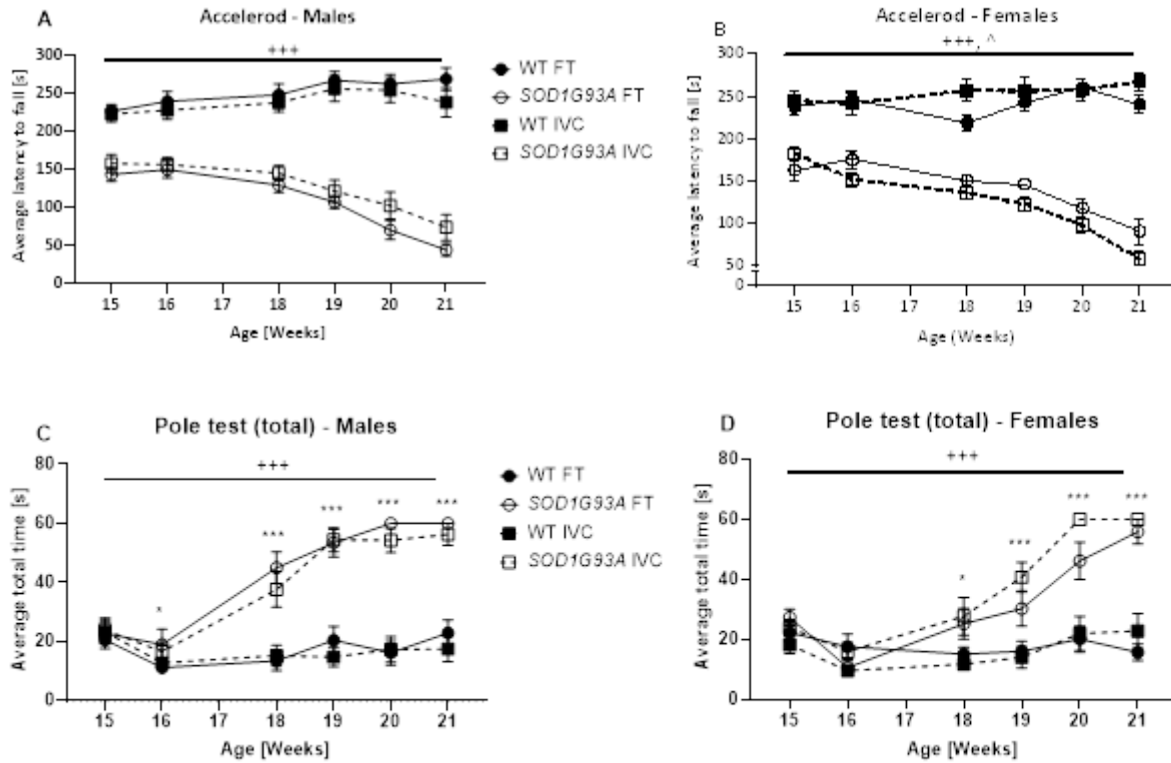 A
Accelerod - Males
+++
300
250
200
150
100
50
0
Average latency to fall [s]
15 16 17 18 19 20 21
Age [Weeks]
WT FT
SOD1G93A FT
WT IVC
SOD1G93A IVC
B
Accelerod - Females
+++, ^
300
250
200
150
100
50
0
Average latency to fall [s]
15 16 17 18 19 20 21
Age (Weeks)
C
Pole test (total) - Males
+++
80
60
40
20
0
Average total time [s]
* *** *** *** ***
15 16 17 18 19 20 21
Age [Weeks]
WT FT
SOD1G93A FT
WT IVC
SOD1G93A IVC
D
Pole test (total) - Females
+++
80
60
40
20
0
Average total time [s]
* *** *** ***
15 16 17 18 19 20 21
Age [Weeks]